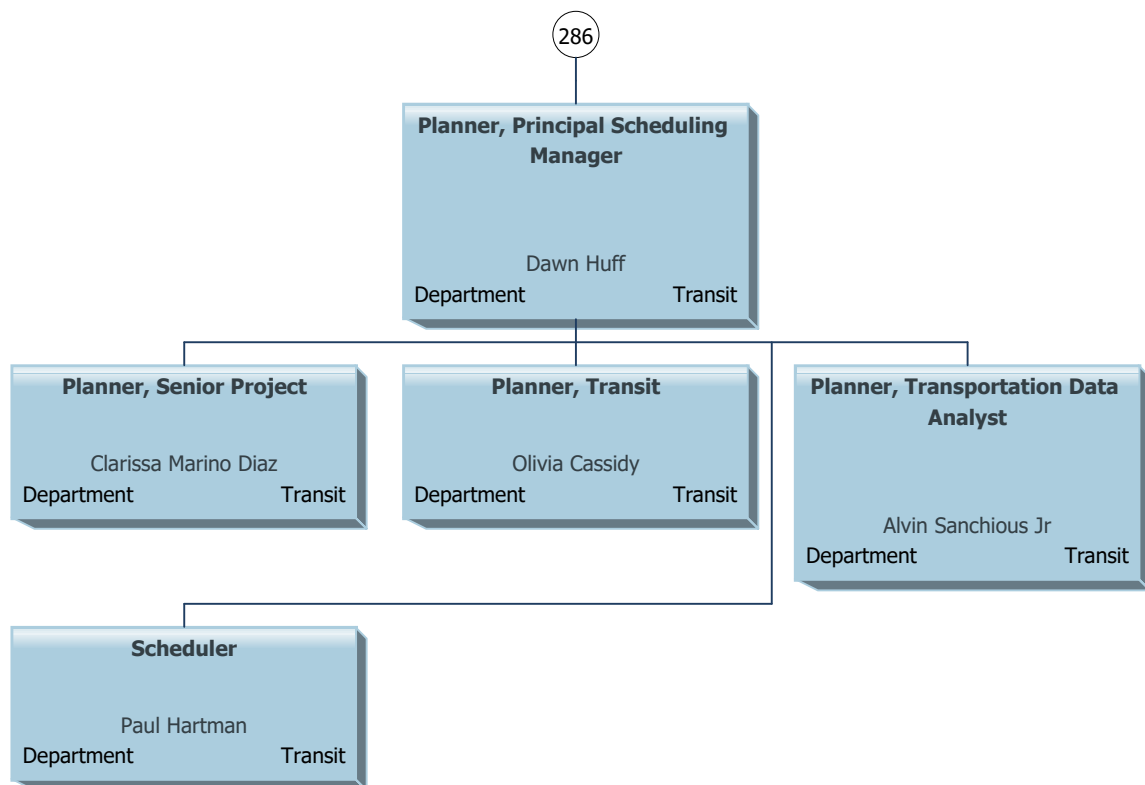 286
Planner, Principal Scheduling
Manager
Dawn Huff
Department Transit
Planner, Senior Project
Clarissa Marino Diaz
Department Transit
Planner, Transit
Olivia Cassidy
Department Transit
Planner, Transportation Data
Analyst
Alvin Sanchious Jr
Department Transit
Scheduler
Paul Hartman
Department Transit